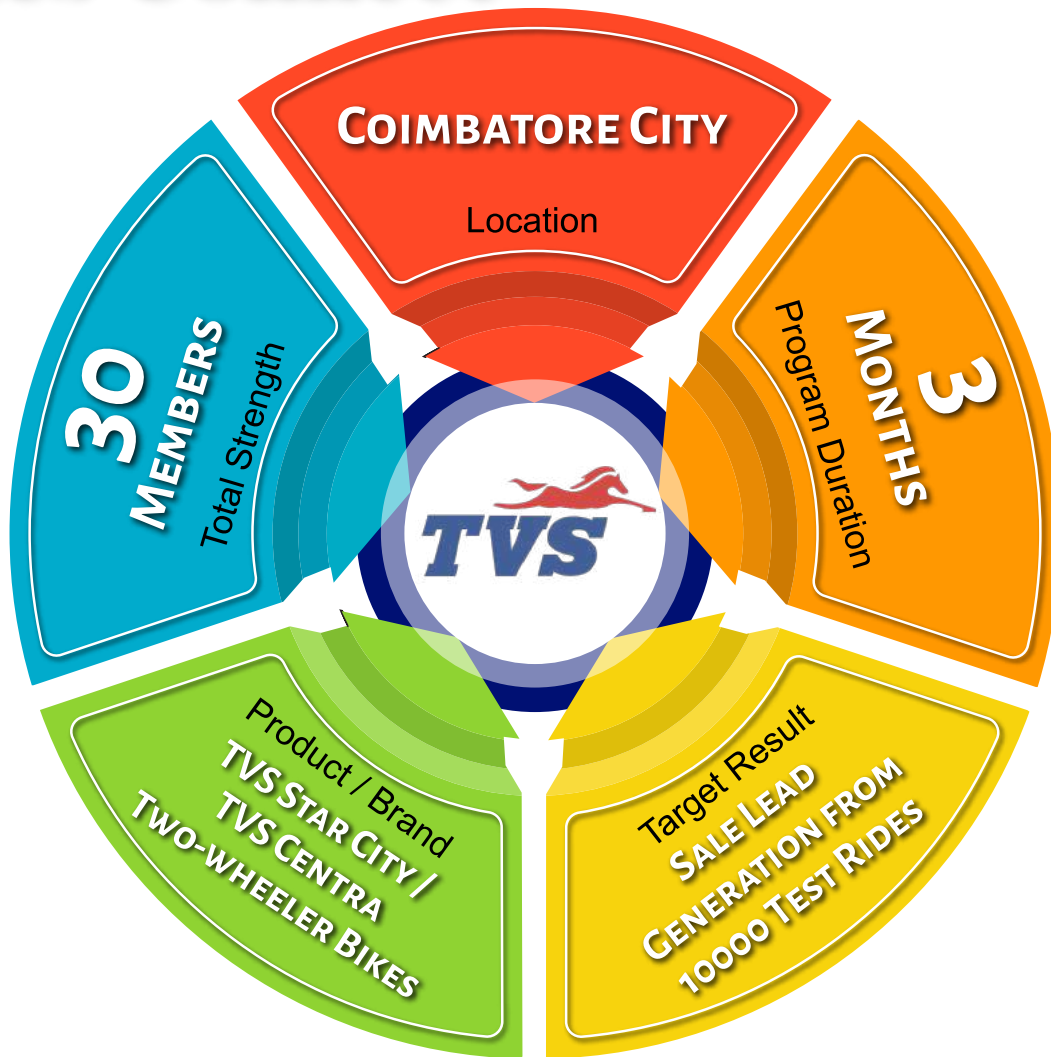 Coimbatore City
Location
3
Months
Program Duration
Target Result
Sale Lead
Generation from
10000 Test Rides
Product / Brand
TVS Star City /
TVS Centra
Two-wheeler Bikes
30
Members
Total Strength
TVS